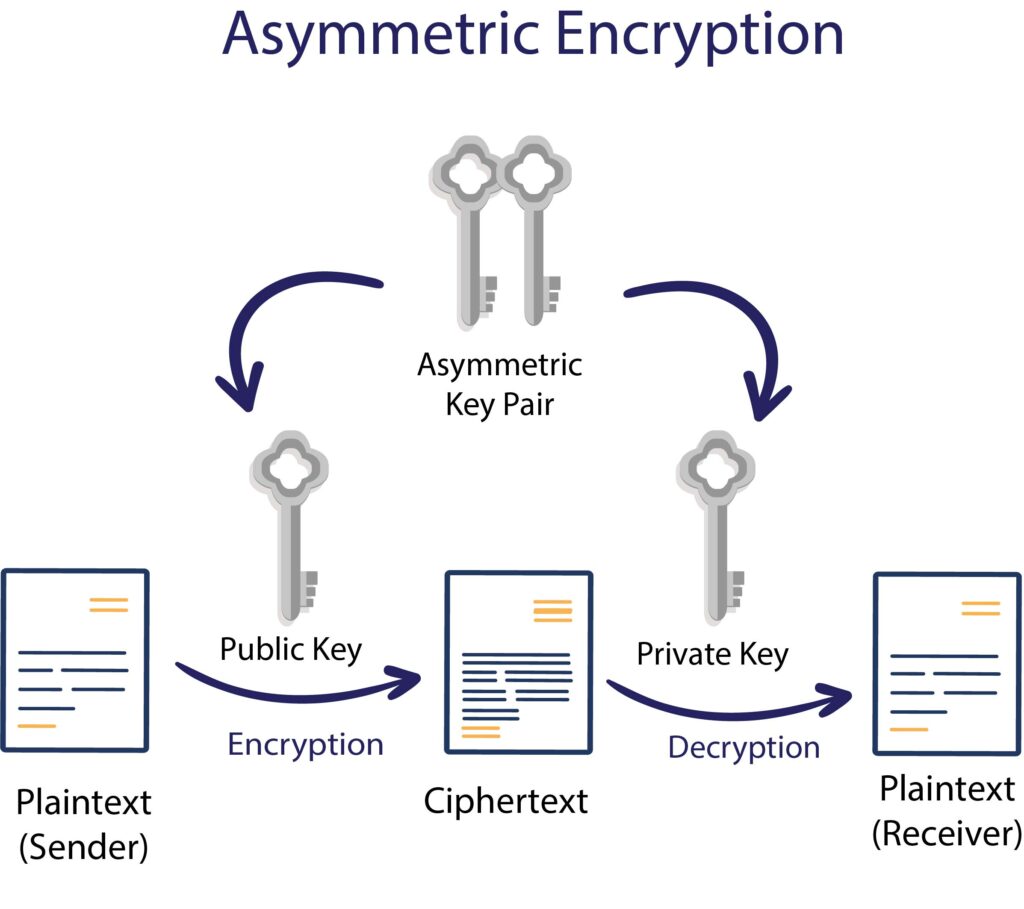 Asymmetric Encryption
Asymmetric
Key Pair
Public Key
Private Key
Encryption
Decryption
Plaintext
(Sender)
Ciphertext
Plaintext
(Receiver)